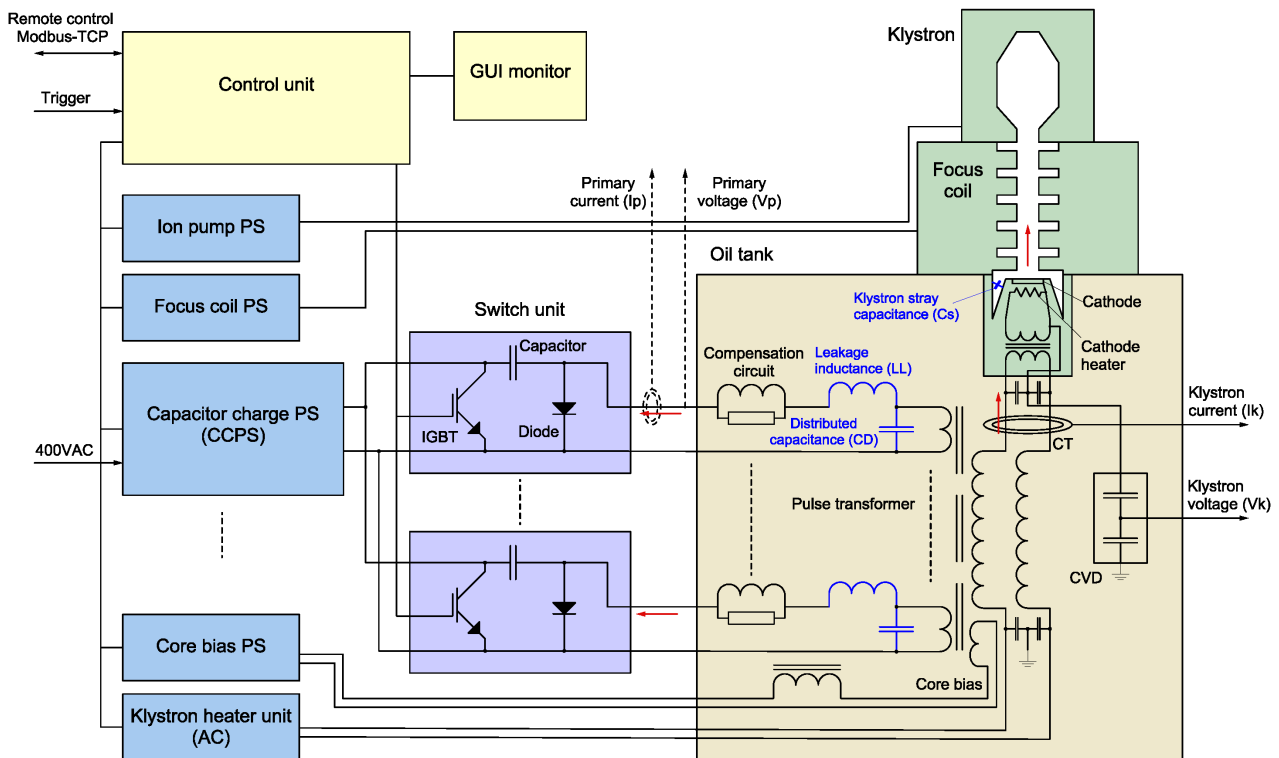 Remote control
Modbus-TCP
Trigger
Control unit
GUI monitor
Klystron
Ion pump PS
Primary
current (Ip)
Primary
voltage (Vp)
Focus
coil
Focus coil PS
Oil tank
Switch unit
Klystron stray
capacitance (Cs)
Cathode
Cathode
heater
Capacitor
Compensation
circuit
Leakage
inductance (LL)
Capacitor charge PS
(CCPS)
400VAC
IGBT
Diode
Distributed
capacitance (CD)
CT
Klystron
current (Ik)
Pulse transformer
Klystron
voltage (Vk)
CVD
Core bias PS
Core bias
Klystron heater unit
(AC)